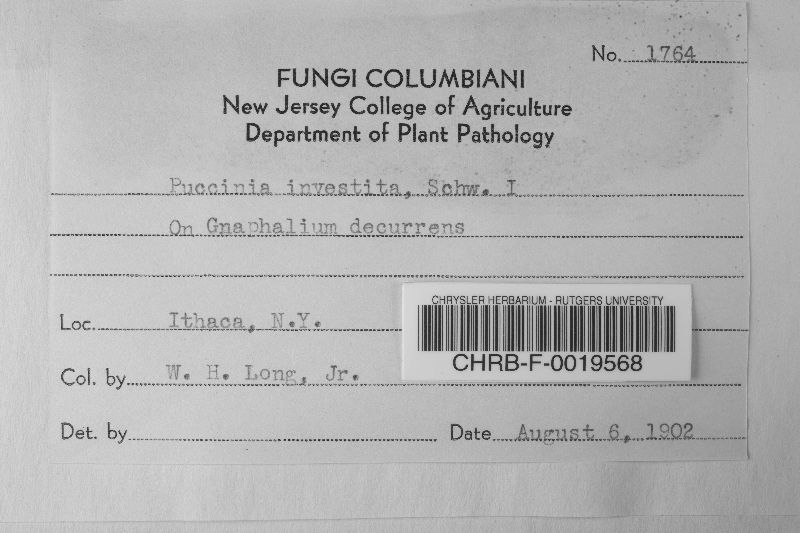 No. 1764
FUNGI COLUMBIANI
New Jersey College of Agriculture
Department of Plant Pathology
Puccinia investita, Schw. I
On Gnaphalium decurrens
Loc. Ithaca, N.Y.
CHRYSLER HERBARIUM - RUTGERS UNIVERSITY
CHRB-F-0019568
Col. by W. H. Long, Jr.
Det. by
Date August 6, 1902